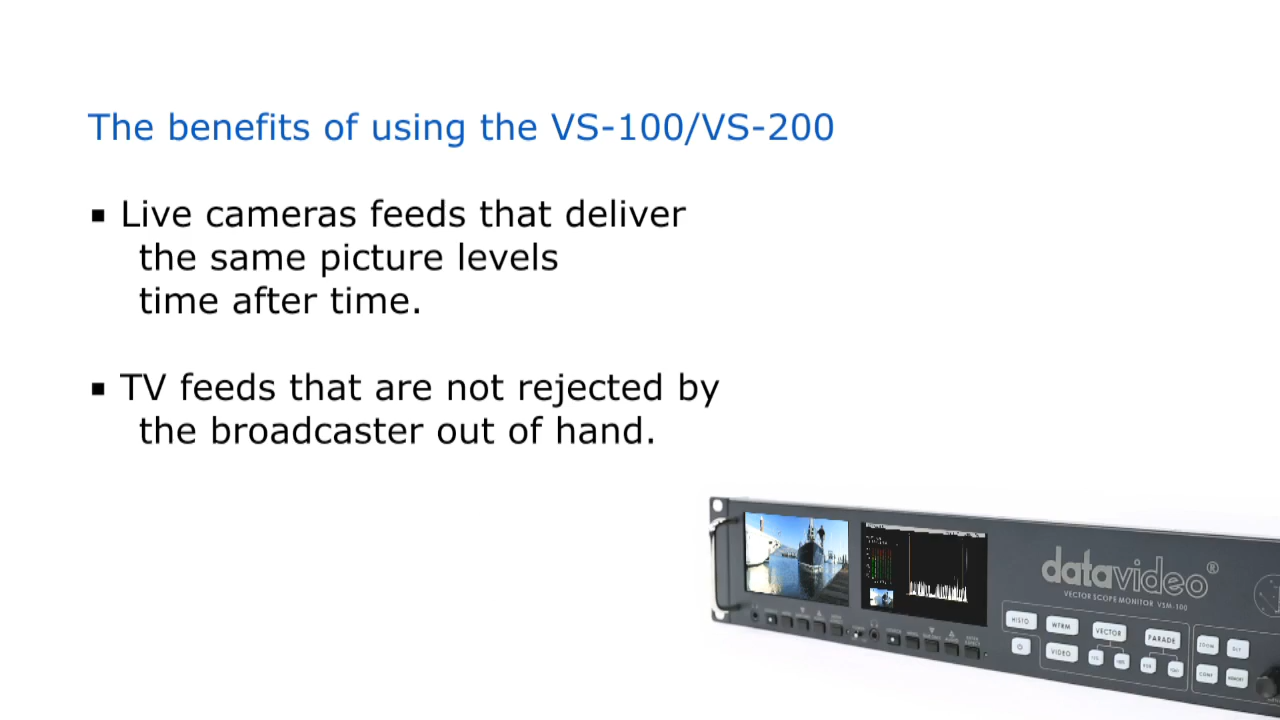 The benefits of using the VS-100/VS-200
▪ Live cameras feeds that deliver
the same picture levels
time after time.
▪ TV feeds that are not rejected by
the broadcaster out of hand.
datavideo®
VECTOR SCOPE MONITOR VSM-100
HISTO WFRM VECTOR PARADE
VIDEO